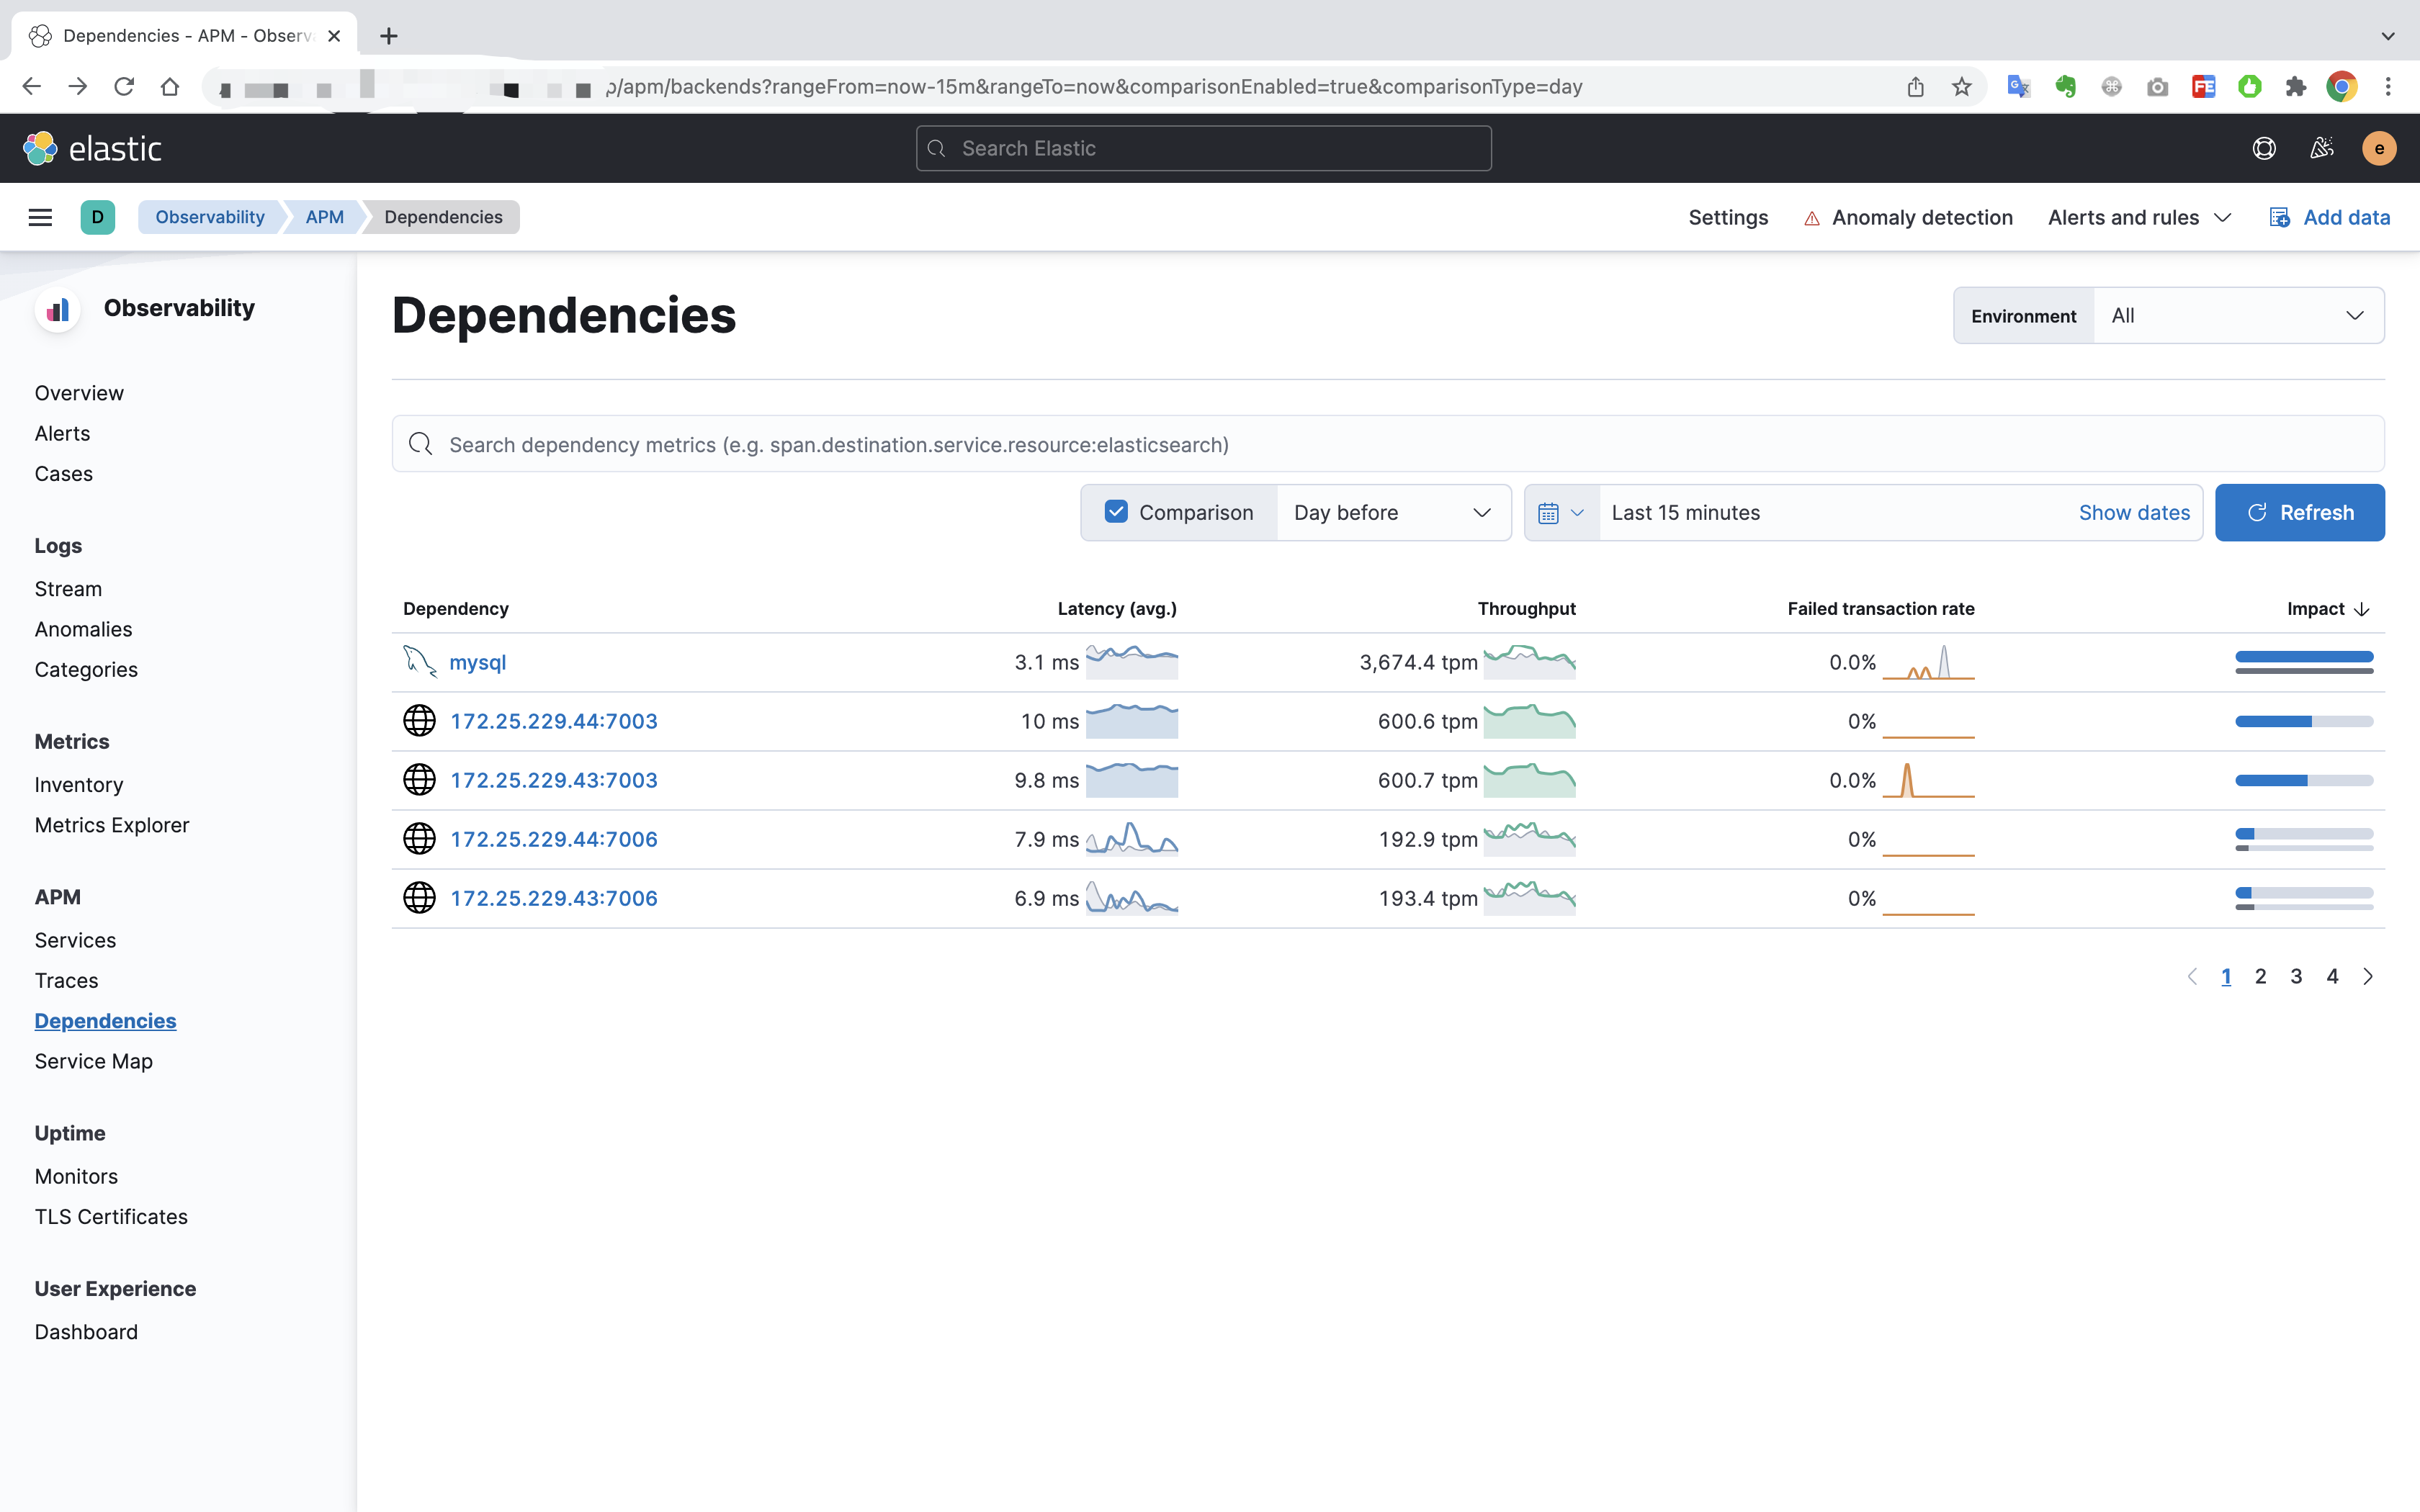 Dependencies - APM - Observ
/apm/backends?rangeFrom=now-15m&rangeTo=now&comparisonEnabled=true&comparisonType=day
FE
elastic
Search Elastic
e
D
Observability
APM
Dependencies
Settings
Anomaly detection
Alerts and rules
Add data
Observability
Overview
Alerts
Cases
Logs
Stream
Anomalies
Categories
Metrics
Inventory
Metrics Explorer
APM
Services
Traces
Dependencies
Service Map
Uptime
Monitors
TLS Certificates
User Experience
Dashboard
Dependencies
Environment All
Search dependency metrics (e.g. span.destination.service.resource:elasticsearch)
Comparison Day before Last 15 minutes Show dates Refresh
Dependency Latency (avg.) Throughput Failed transaction rate Impact
mysql 3.1 ms 3,674.4 tpm 0.0%
172.25.229.44:7003 10 ms 600.6 tpm 0%
172.25.229.43:7003 9.8 ms 600.7 tpm 0.0%
172.25.229.44:7006 7.9 ms 192.9 tpm 0%
172.25.229.43:7006 6.9 ms 193.4 tpm 0%
1 2 3 4